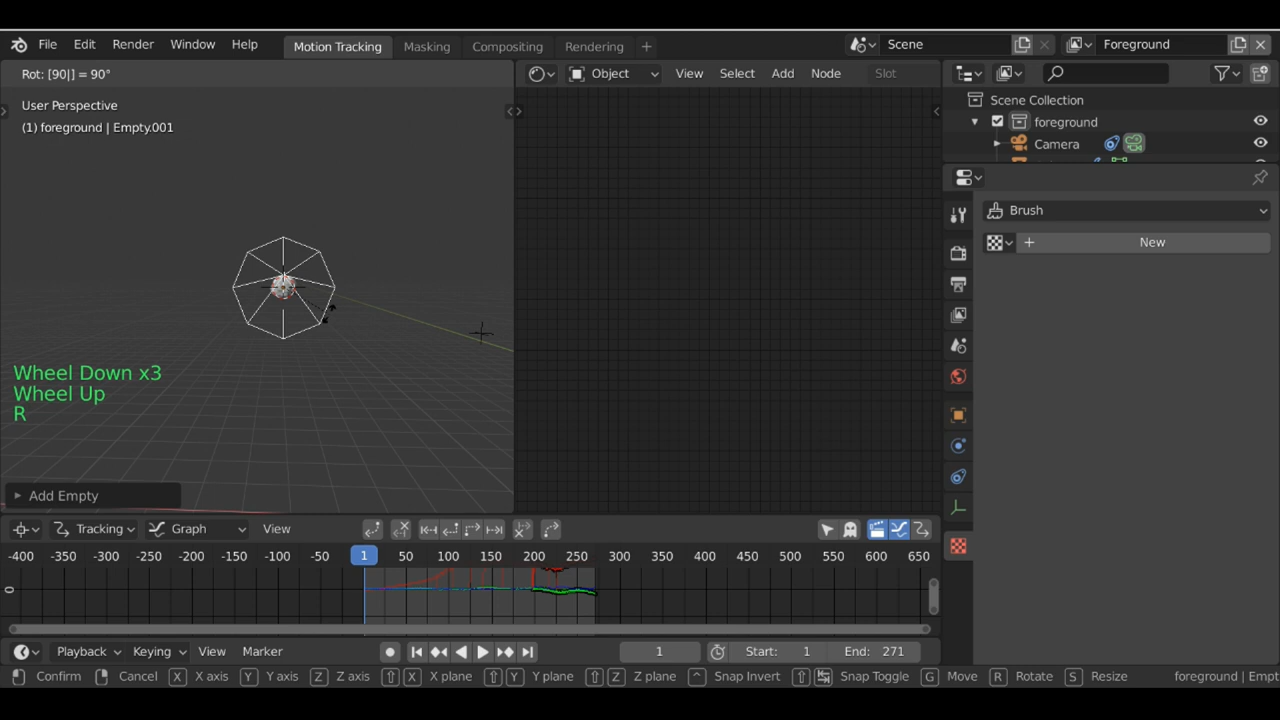 File Edit Render Window Help Motion Tracking Masking Compositing Rendering + Scene Foreground
Rot: [90|] = 90° Object View Select Add Node Slot
User Perspective
(1) foreground | Empty.001
Scene Collection
foreground
Camera
Brush
+ New
Wheel Down x3
Wheel Up
R
Add Empty
Tracking Graph View
-400 -350 -300 -250 -200 -150 -100 -50 1 50 100 150 200 250 300 350 400 450 500 550 600 650
0
Playback Keying View Marker 1 Start: 1 End: 271
Confirm Cancel X X axis Y Y axis Z Z axis X X plane Y Y plane Z Z plane ^ Snap Invert Snap Toggle G Move R Rotate S Resize foreground | Empt